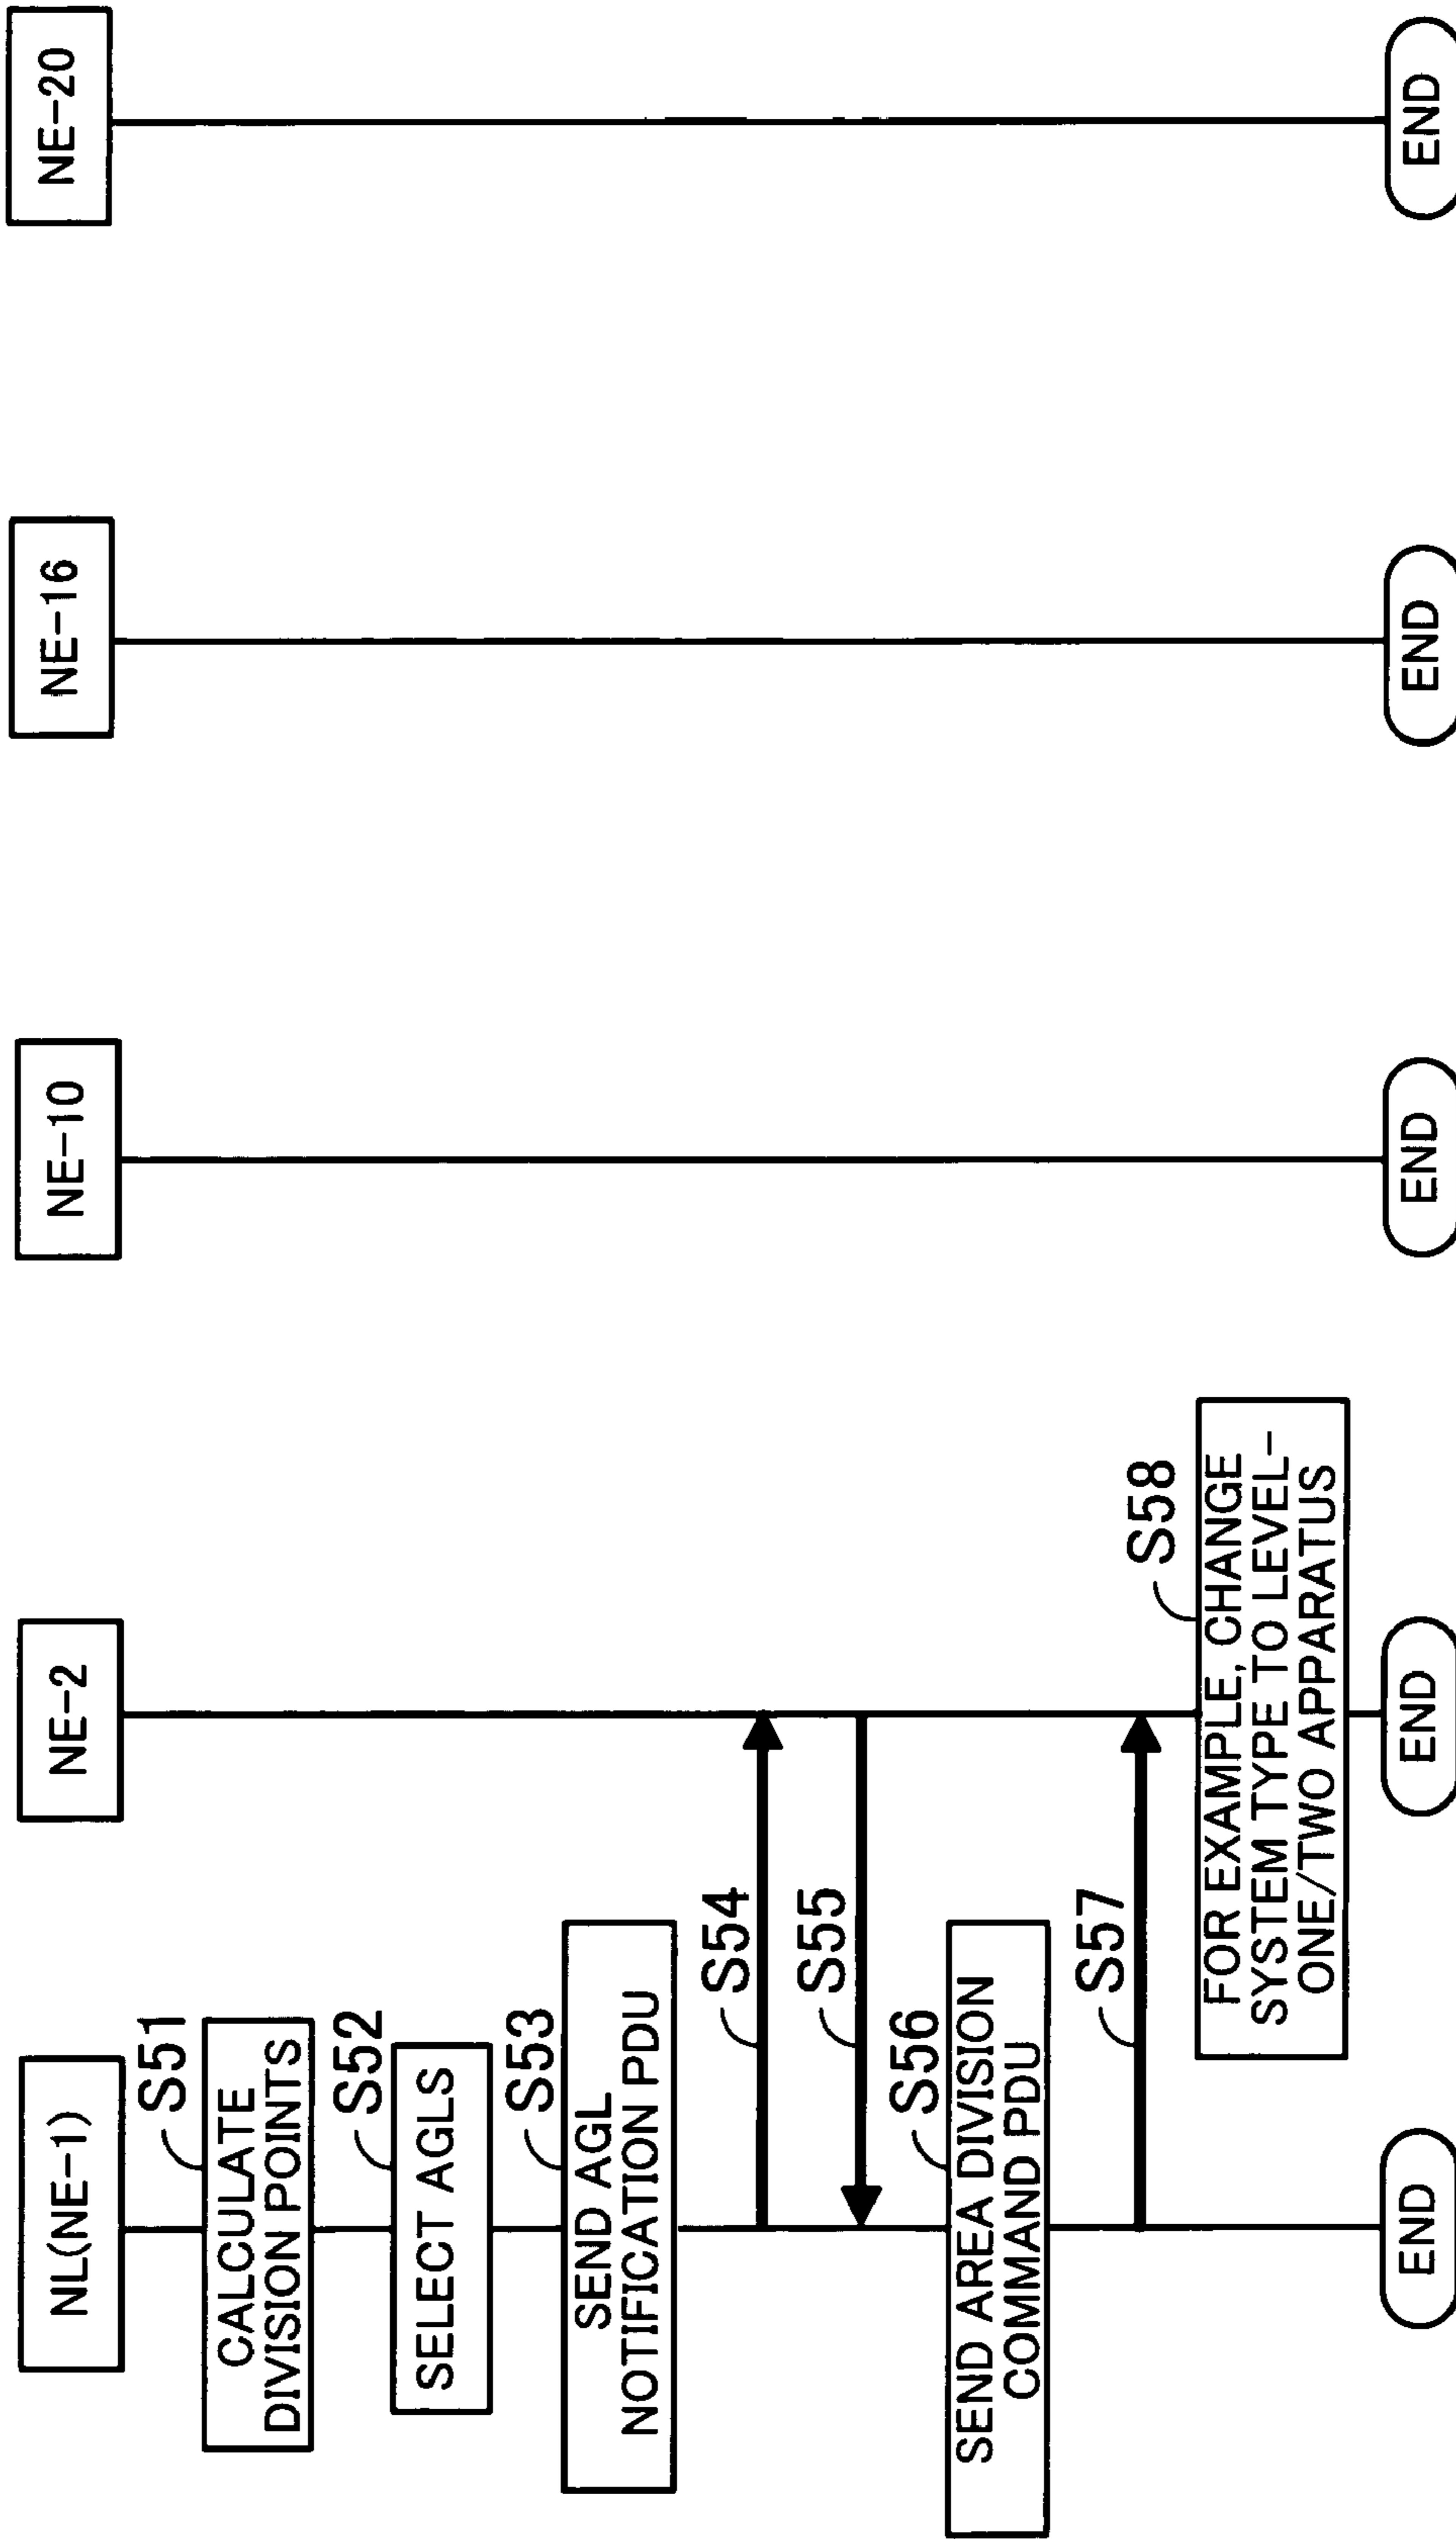 NL(NE-1)
NE-2
NE-10
NE-16
NE-20
S51
CALCULATE
DIVISION POINTS
S52
SELECT AGLS
S53
SEND AGL
NOTIFICATION PDU
S54
S55
S56
SEND AREA DIVISION
COMMAND PDU
S57
S58
FOR EXAMPLE, CHANGE
SYSTEM TYPE TO LEVEL-
ONE/TWO APPARATUS
END
END
END
END
END